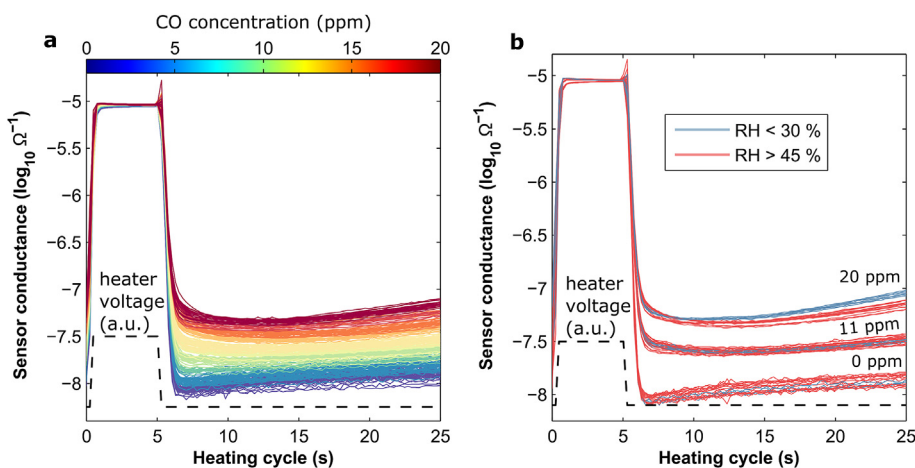 CO concentration (ppm)
a
0 5 10 15 20
Sensor conductance (log10 Ω⁻¹)
−5
−5.5
−6
−6.5
−7
−7.5
−8
heater
voltage
(a.u.)
0 5 10 15 20 25
Heating cycle (s)
b
Sensor conductance (log10 Ω⁻¹)
−5
−5.5
−6
−6.5
−7
−7.5
−8
RH < 30 %
RH > 45 %
heater
voltage
(a.u.)
20 ppm
11 ppm
0 ppm
0 5 10 15 20 25
Heating cycle (s)